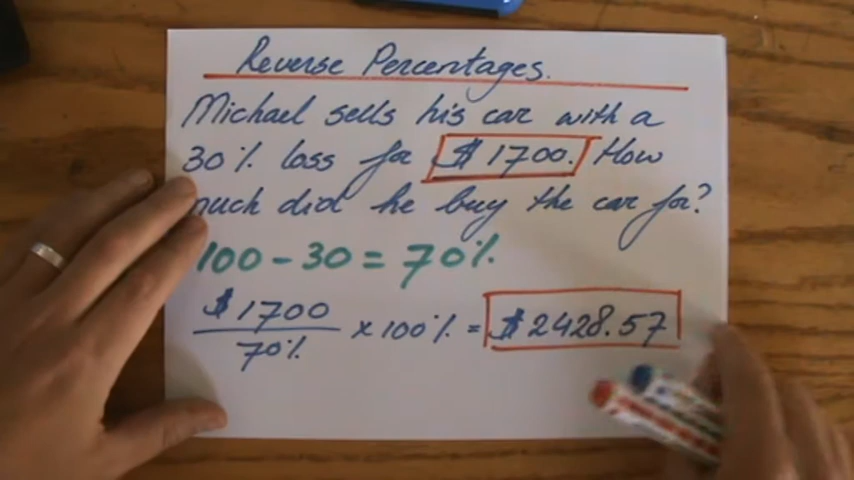 Reverse Percentages.
Michael sells his car with a
30% loss for $1700. How
much did he buy the car for?
100 - 30 = 70%
$1700
70% × 100% = $2428.57